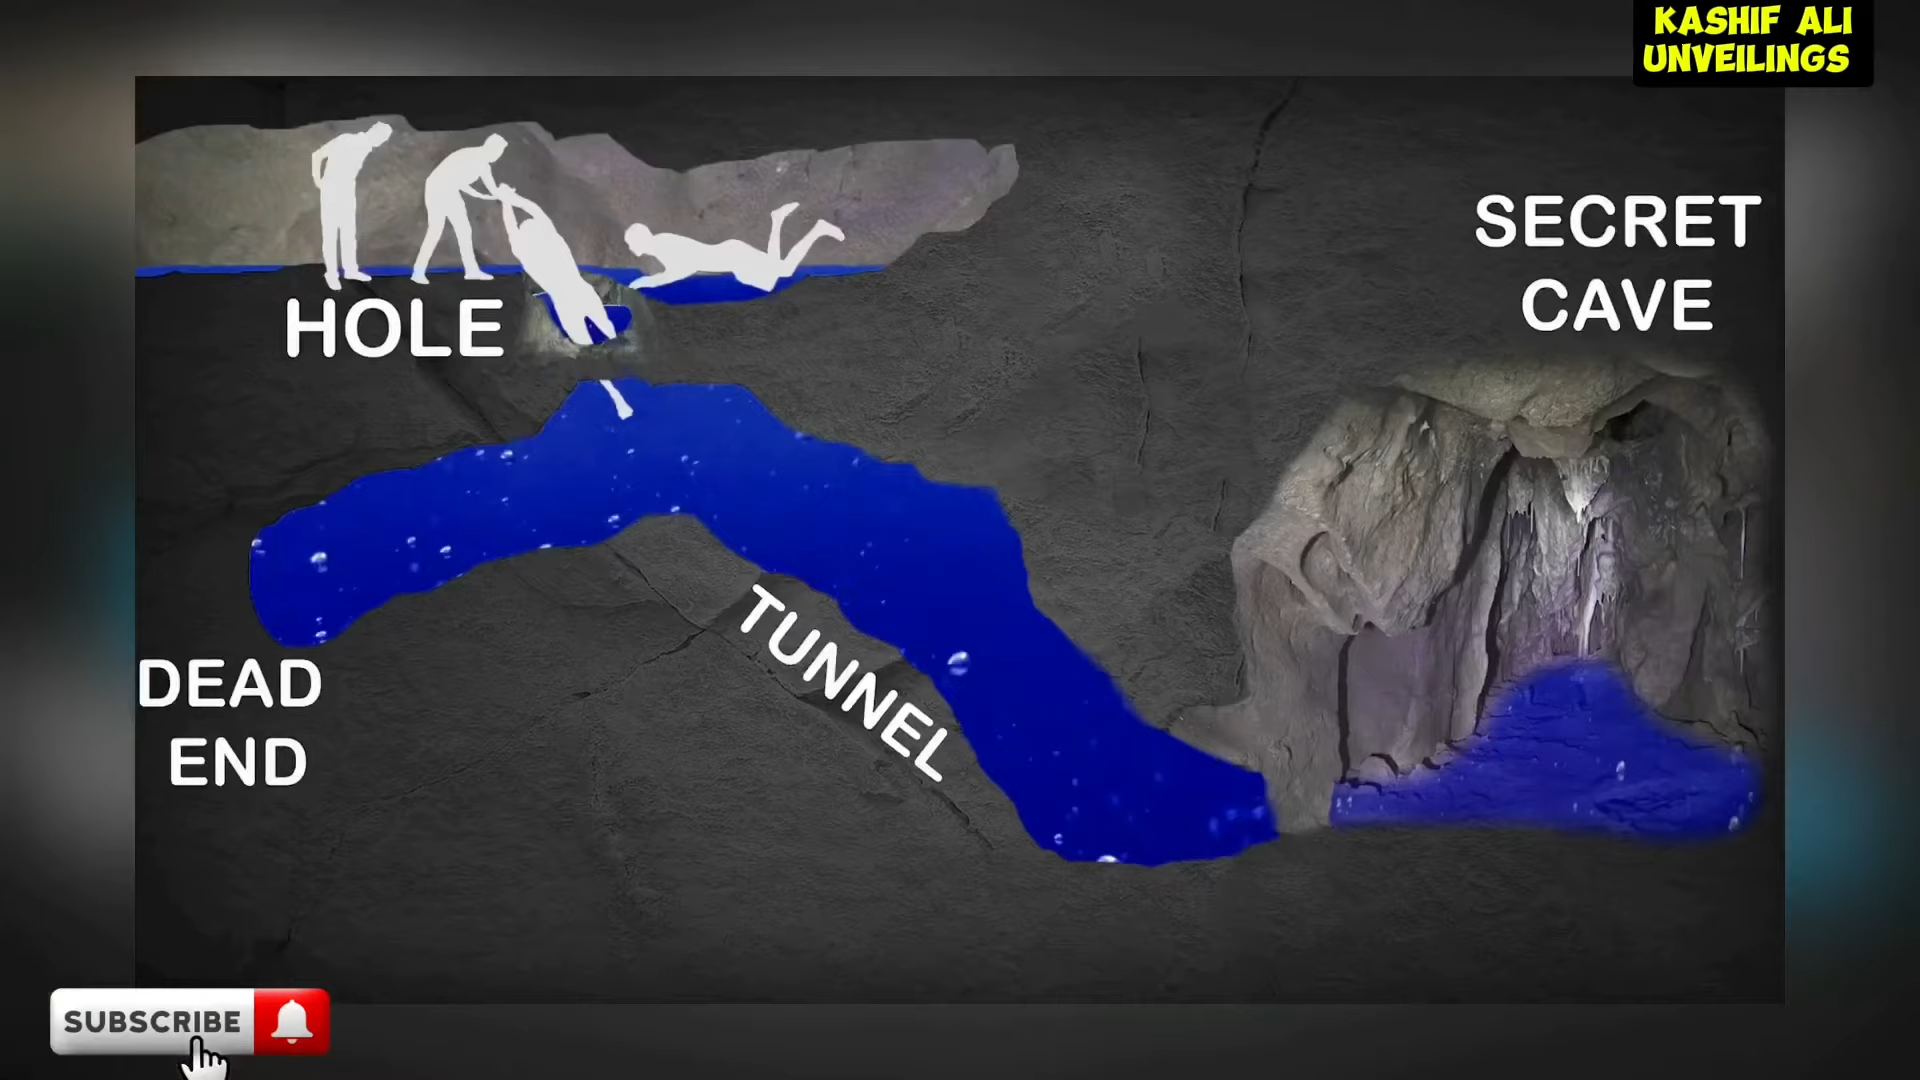 KASHIF ALI
UNVEILINGS
SECRET
CAVE
HOLE
TUNNEL
DEAD
END
SUBSCRIBE